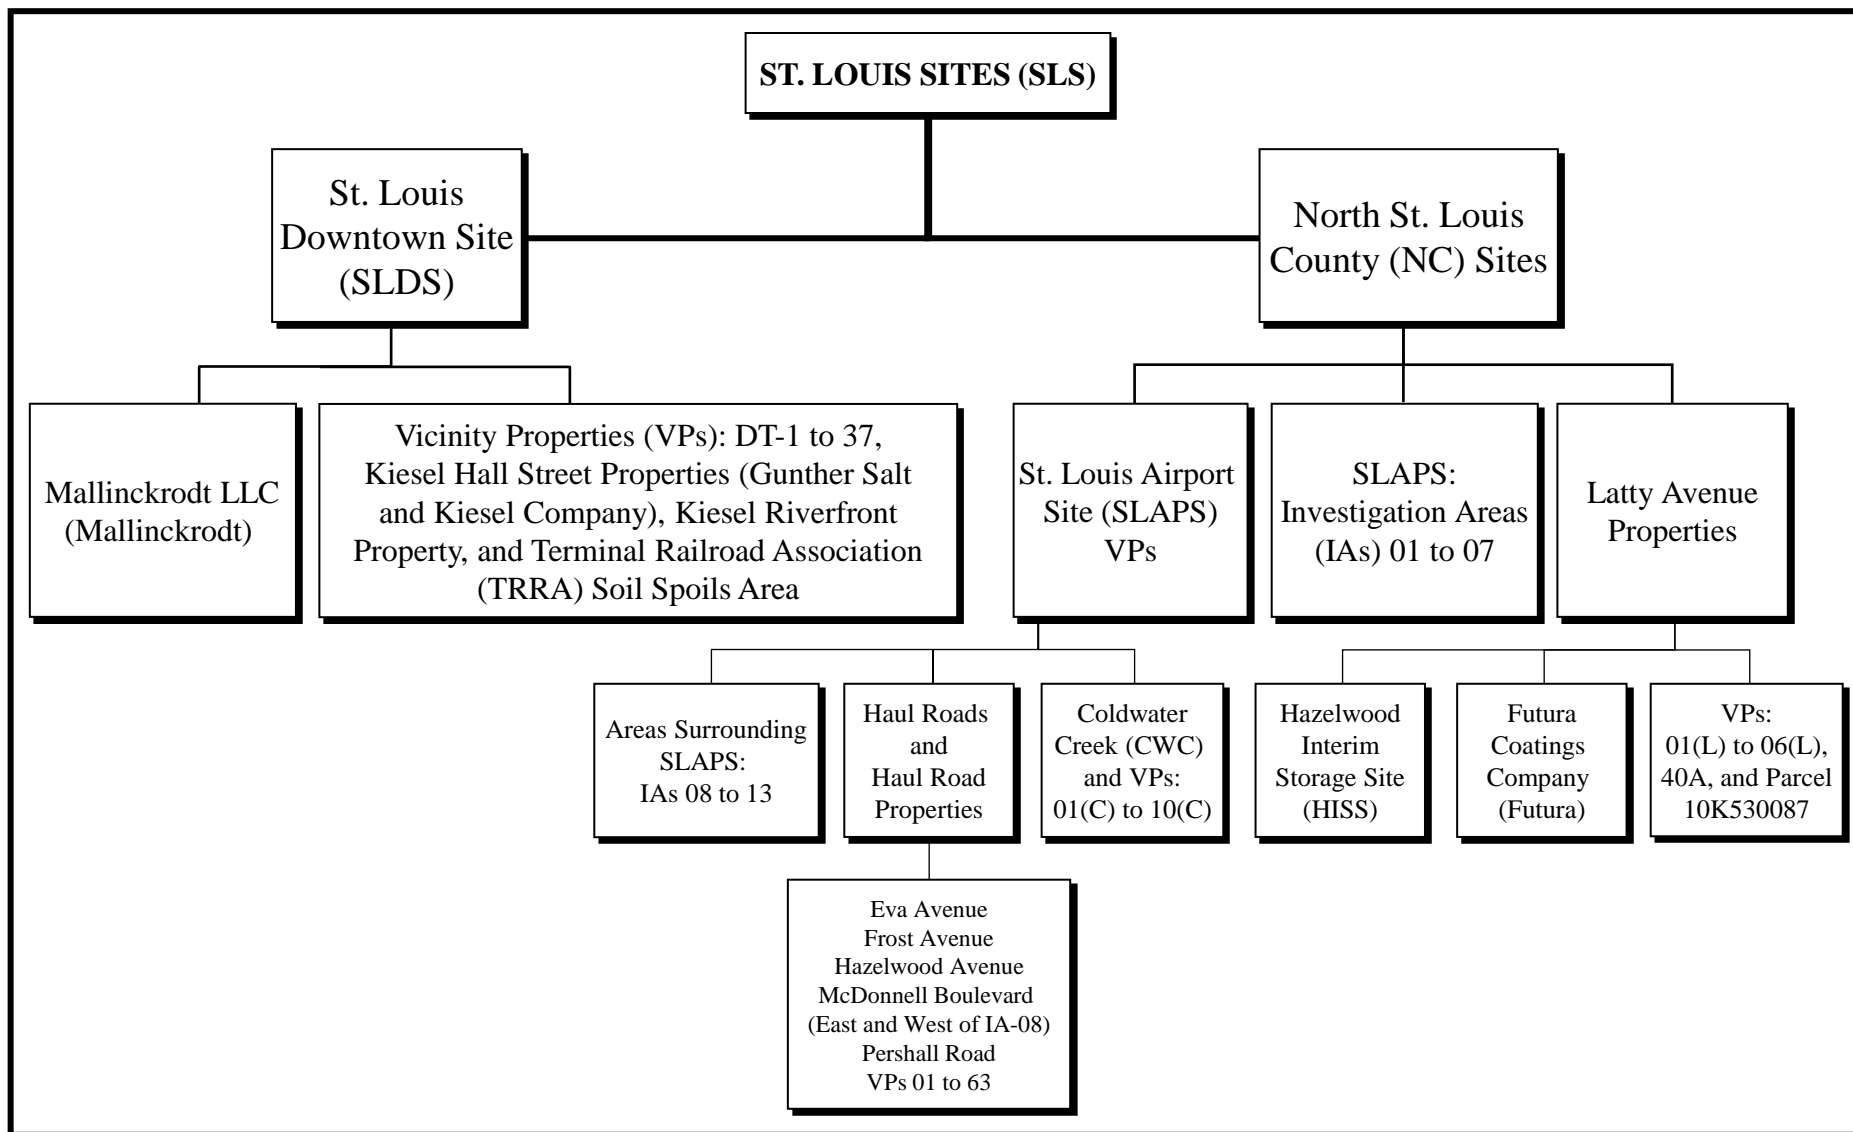 ST. LOUIS SITES (SLS)
St. Louis
Downtown Site
(SLDS)
North St. Louis
County (NC) Sites
Mallinckrodt LLC
(Mallinckrodt)
Vicinity Properties (VPs): DT-1 to 37,
Kiesel Hall Street Properties (Gunther Salt
and Kiesel Company), Kiesel Riverfront
Property, and Terminal Railroad Association
(TRRA) Soil Spoils Area
St. Louis Airport
Site (SLAPS)
VPs
SLAPS:
Investigation Areas
(IAs) 01 to 07
Latty Avenue
Properties
Areas Surrounding
SLAPS:
IAs 08 to 13
Haul Roads
and
Haul Road
Properties
Coldwater
Creek (CWC)
and VPs:
01(C) to 10(C)
Hazelwood
Interim
Storage Site
(HISS)
Futura
Coatings
Company
(Futura)
VPs:
01(L) to 06(L),
40A, and Parcel
10K530087
Eva Avenue
Frost Avenue
Hazelwood Avenue
McDonnell Boulevard
(East and West of IA-08)
Pershall Road
VPs 01 to 63